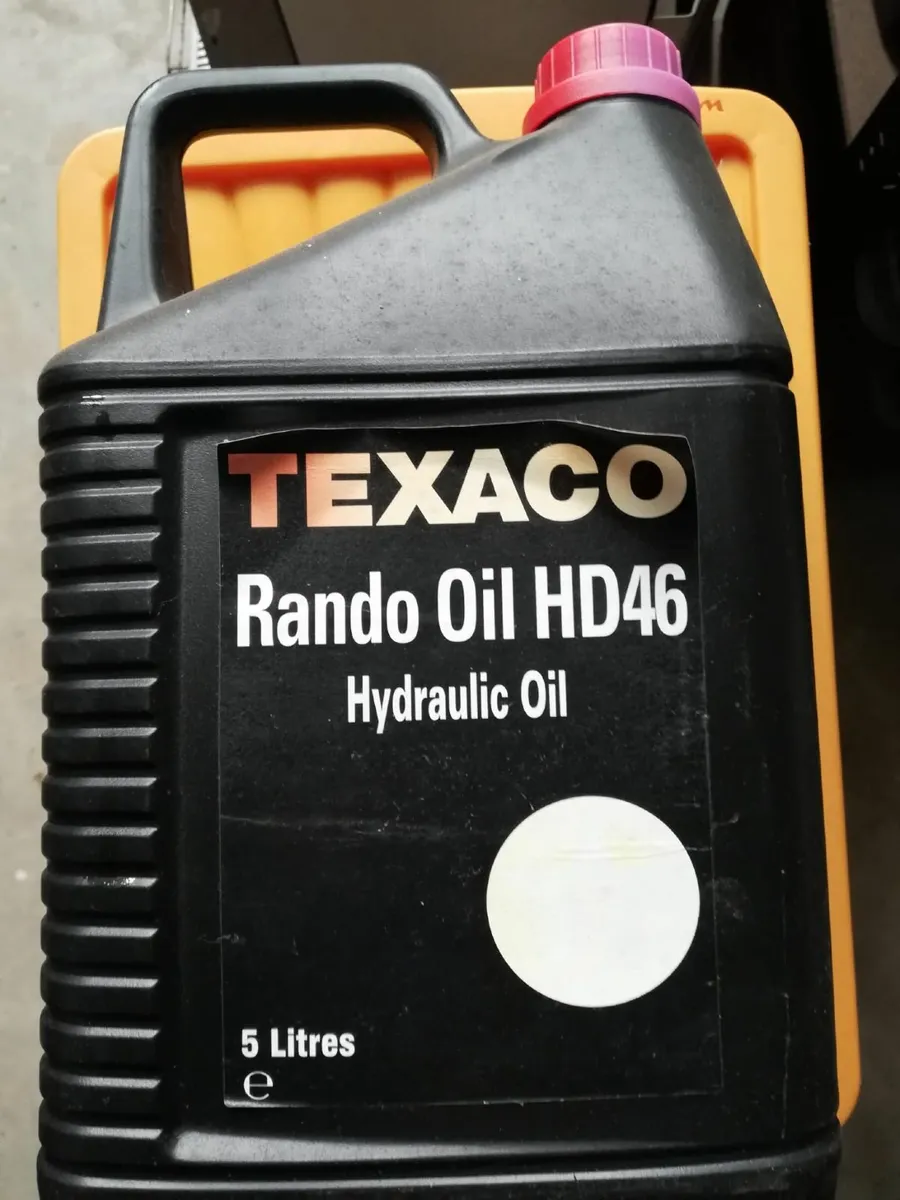 TEXACO
Rando Oil HD46
Hydraulic Oil
5 Litres
℮